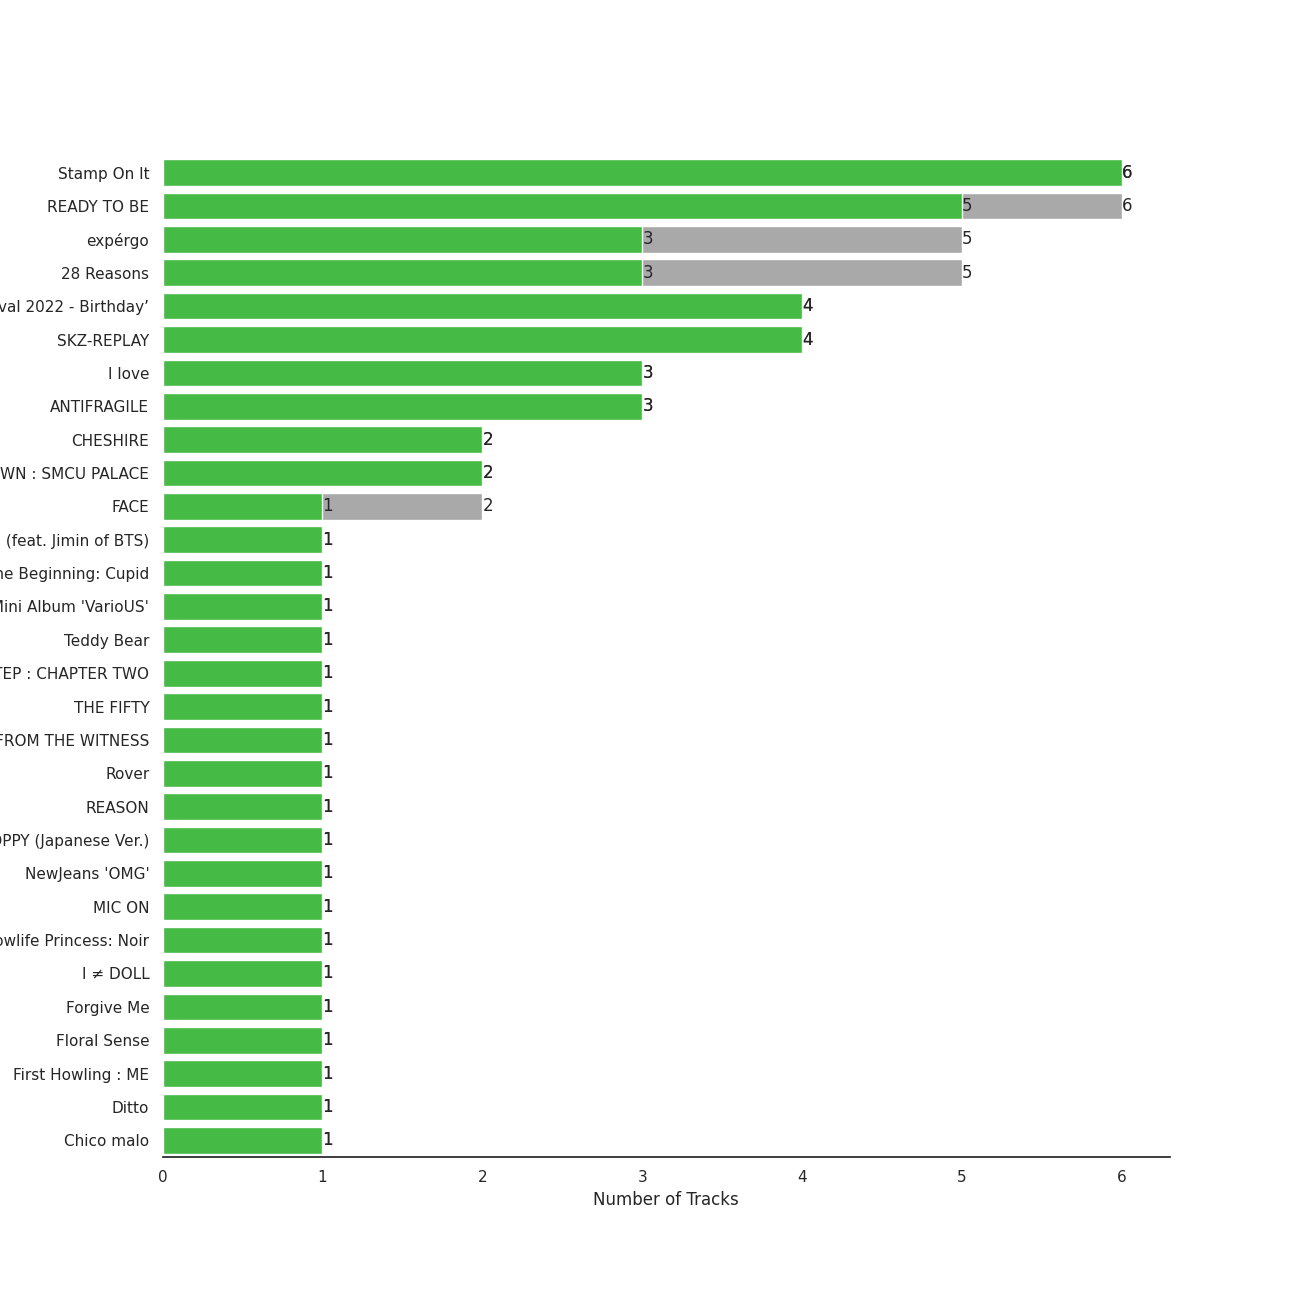 Stamp On It 6
READY TO BE 5 6
expérgo 3 5
28 Reasons 3 5
val 2022 - Birthday’ 4
SKZ-REPLAY 4
I love 3
ANTIFRAGILE 3
CHESHIRE 2
WN : SMCU PALACE 2
FACE 1 2
(feat. Jimin of BTS) 1
ne Beginning: Cupid 1
Mini Album 'VarioUS' 1
Teddy Bear 1
TEP : CHAPTER TWO 1
THE FIFTY 1
FROM THE WITNESS 1
Rover 1
REASON 1
OPPY (Japanese Ver.) 1
NewJeans 'OMG' 1
MIC ON 1
owlife Princess: Noir 1
I ≠ DOLL 1
Forgive Me 1
Floral Sense 1
First Howling : ME 1
Ditto 1
Chico malo 1
0 1 2 3 4 5 6
Number of Tracks